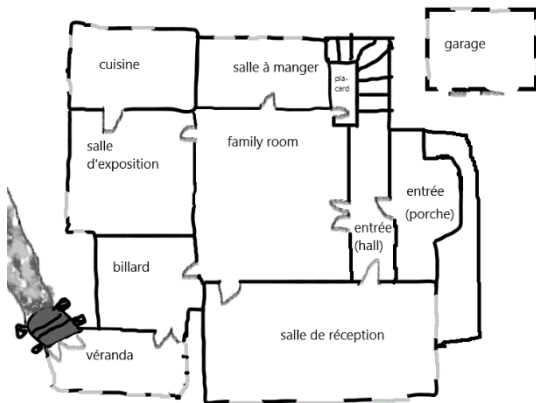 garage
cuisine
salle à manger
pla-
card
salle
d'exposition
family room
entrée
(porche)
entrée
(hall)
billard
salle de réception
véranda